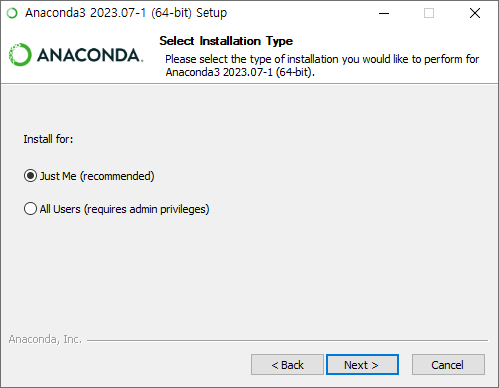 Anaconda3 2023.07-1 (64-bit) Setup
ANACONDA.
Select Installation Type
Please select the type of installation you would like to perform for
Anaconda3 2023.07-1 (64-bit).
Install for:
Just Me (recommended)
All Users (requires admin privileges)
Anaconda, Inc.
< Back
Next >
Cancel